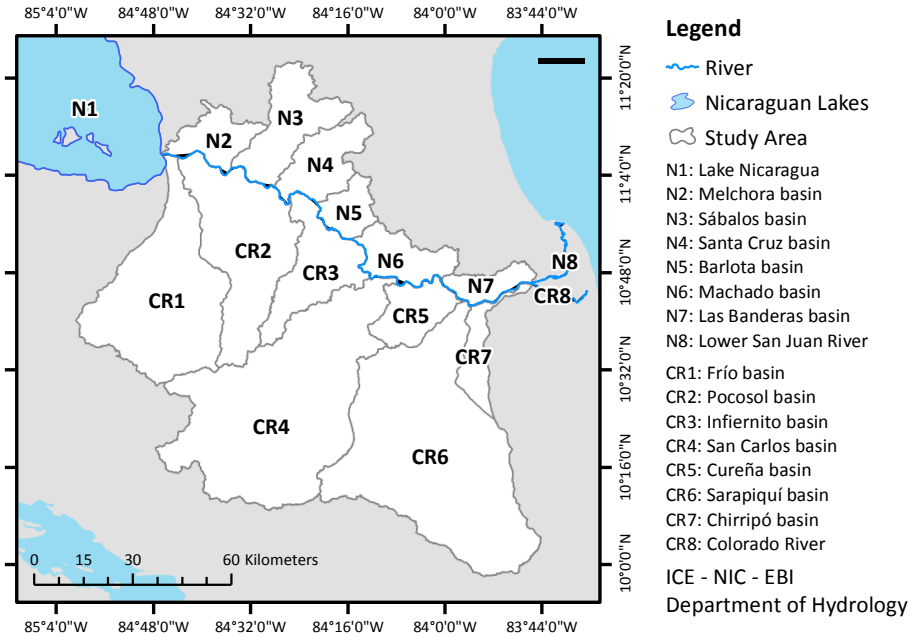 85°4'0"W 84°48'0"W 84°32'0"W 84°16'0"W 84°0'0"W 83°44'0"W
11°20'0"N
11°4'0"N
10°48'0"N
10°32'0"N
10°16'0"N
10°0'0"N
N1
N2
N3
N4
N5
N6
N7
N8
CR1
CR2
CR3
CR4
CR5
CR6
CR7
CR8
0 15 30 60 Kilometers
85°4'0"W 84°48'0"W 84°32'0"W 84°16'0"W 84°0'0"W 83°44'0"W
Legend
River
Nicaraguan Lakes
Study Area
N1: Lake Nicaragua
N2: Melchora basin
N3: Sábalos basin
N4: Santa Cruz basin
N5: Barlota basin
N6: Machado basin
N7: Las Banderas basin
N8: Lower San Juan River
CR1: Frío basin
CR2: Pocosol basin
CR3: Infiernito basin
CR4: San Carlos basin
CR5: Cureña basin
CR6: Sarapiquí basin
CR7: Chirripó basin
CR8: Colorado River
ICE - NIC - EBI
Department of Hydrology